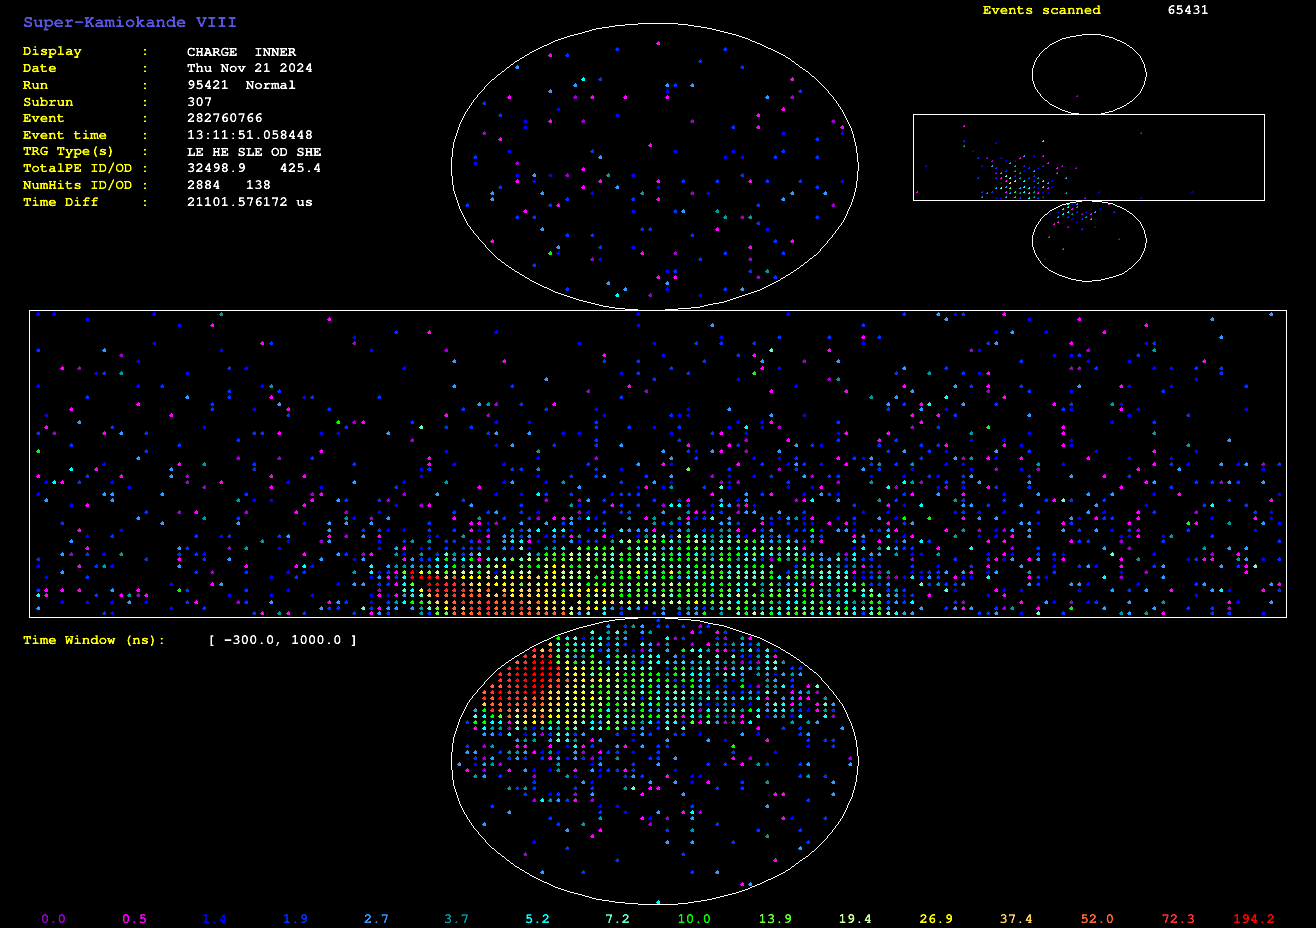 Super-Kamiokande VIII
Events scanned 65431
Display : CHARGE INNER
Date : Thu Nov 21 2024
Run : 95421 Normal
Subrun : 307
Event : 282760766
Event time : 13:11:51.058448
TRG Type(s) : LE HE SLE OD SHE
TotalPE ID/OD : 32498.9 425.4
NumHits ID/OD : 2884 138
Time Diff : 21101.576172 us
Time Window (ns): [ -300.0, 1000.0 ]
0.0 0.5 1.4 1.9 2.7 3.7 5.2 7.2 10.0 13.9 19.4 26.9 37.4 52.0 72.3 194.2